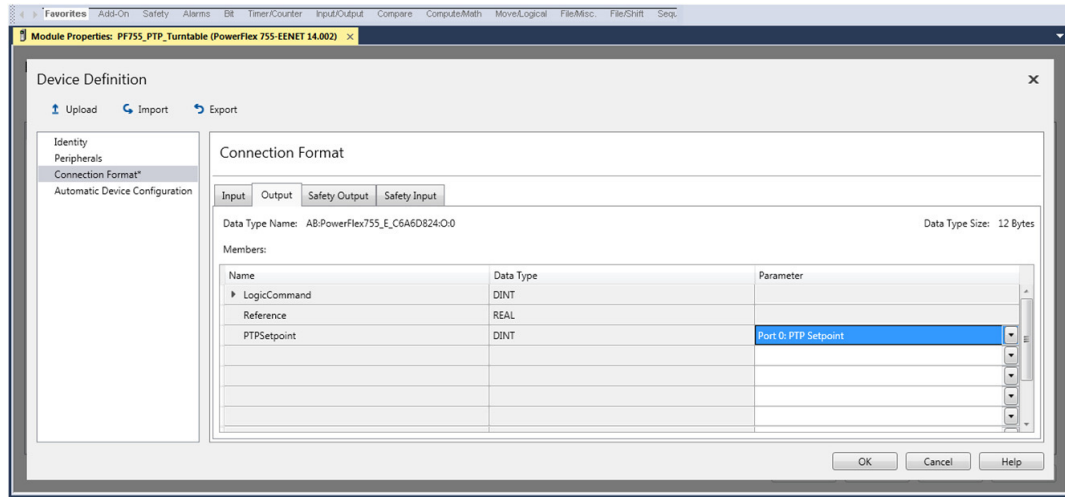 Favorites Add-On Safety Alarms Bit Timer/Counter Input/Output Compare Compute/Math Move/Logical File/Misc. File/Shift Sequ
Module Properties: PF755_PTP_Turntable (PowerFlex 755-EENET 14.002) ×
Device Definition
Upload Import Export
Identity
Peripherals
Connection Format*
Automatic Device Configuration
Connection Format
Input Output Safety Output Safety Input
Data Type Name: AB:PowerFlex755_E_C6A6D824:O:0 Data Type Size: 12 Bytes
Members:
Name Data Type Parameter
LogicCommand DINT
Reference REAL
PTPSetpoint DINT Port 0: PTP Setpoint
OK Cancel Help